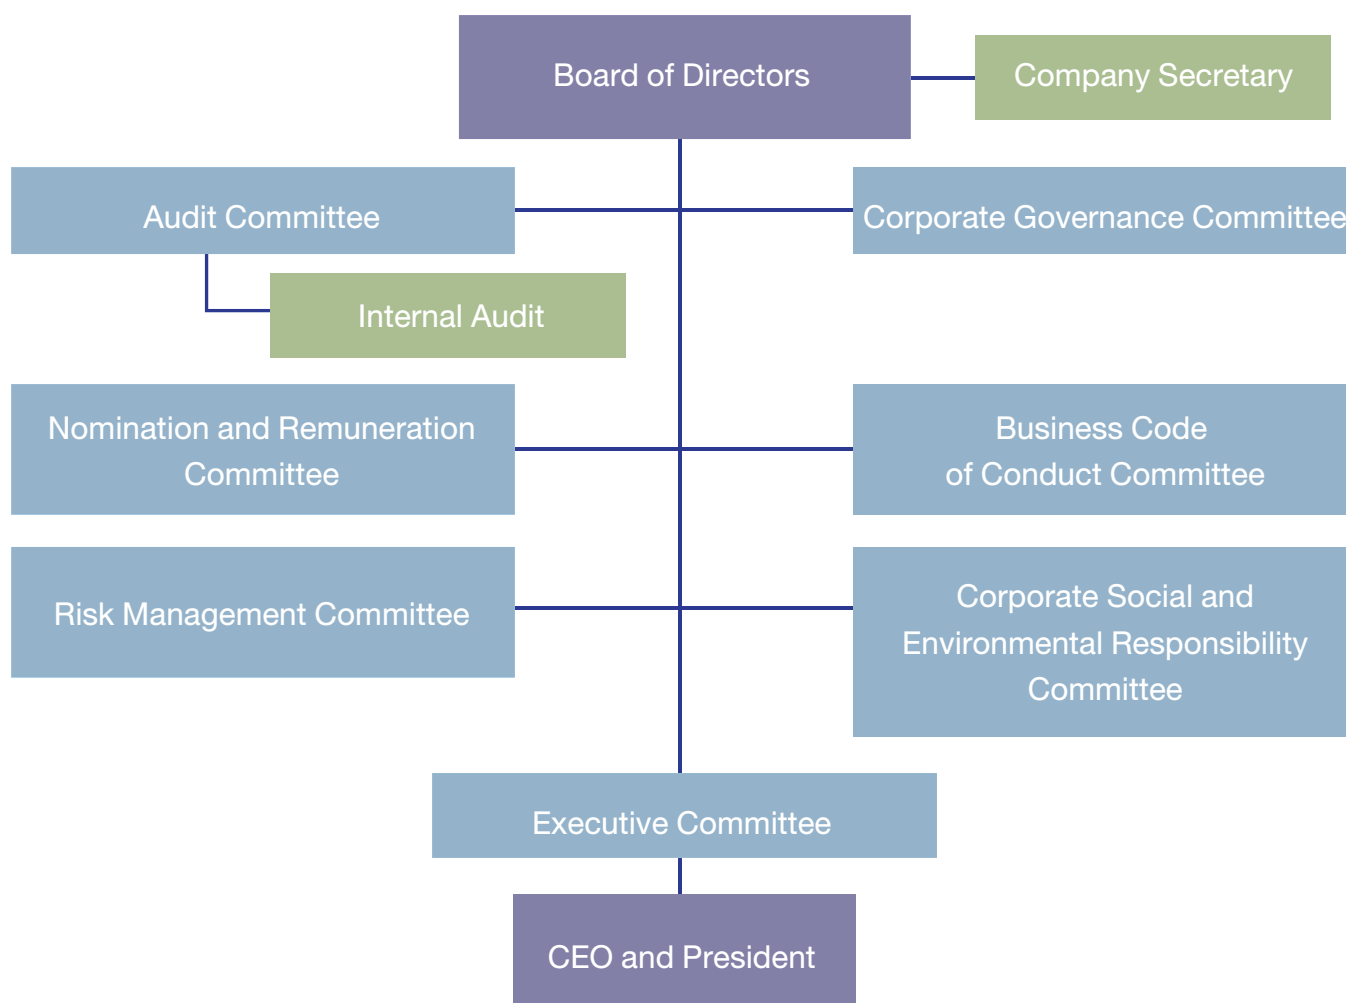 Board of Directors
Company Secretary
Audit Committee
Corporate Governance Committee
Internal Audit
Nomination and Remuneration
Committee
Business Code
of Conduct Committee
Risk Management Committee
Corporate Social and
Environmental Responsibility
Committee
Executive Committee
CEO and President